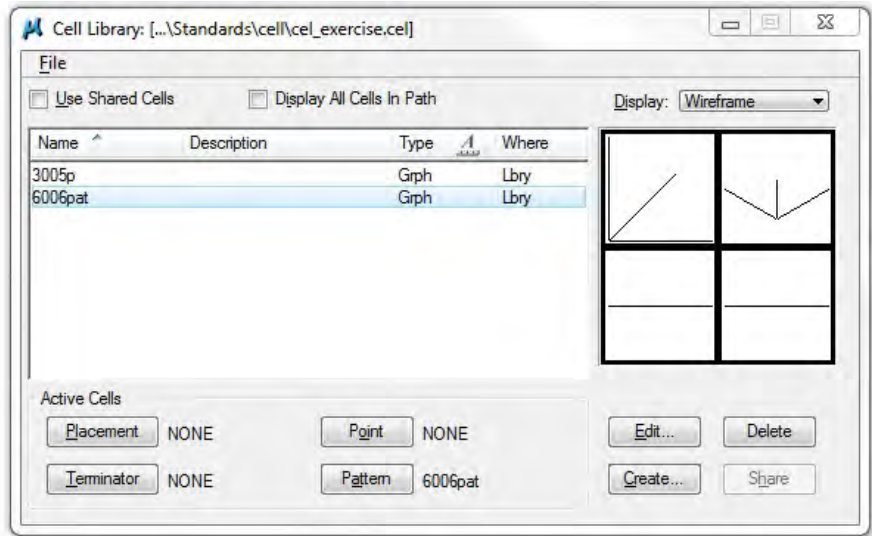 Cell Library: [...\Standards\cell\cel_exercise.cel]
File
Use Shared Cells Display All Cells In Path Display: Wireframe
Name Description Type A Where
3005p Grph Lbry
6006pat Grph Lbry
Active Cells
Placement NONE Point NONE Edit... Delete
Terminator NONE Pattern 6006pat Create... Share